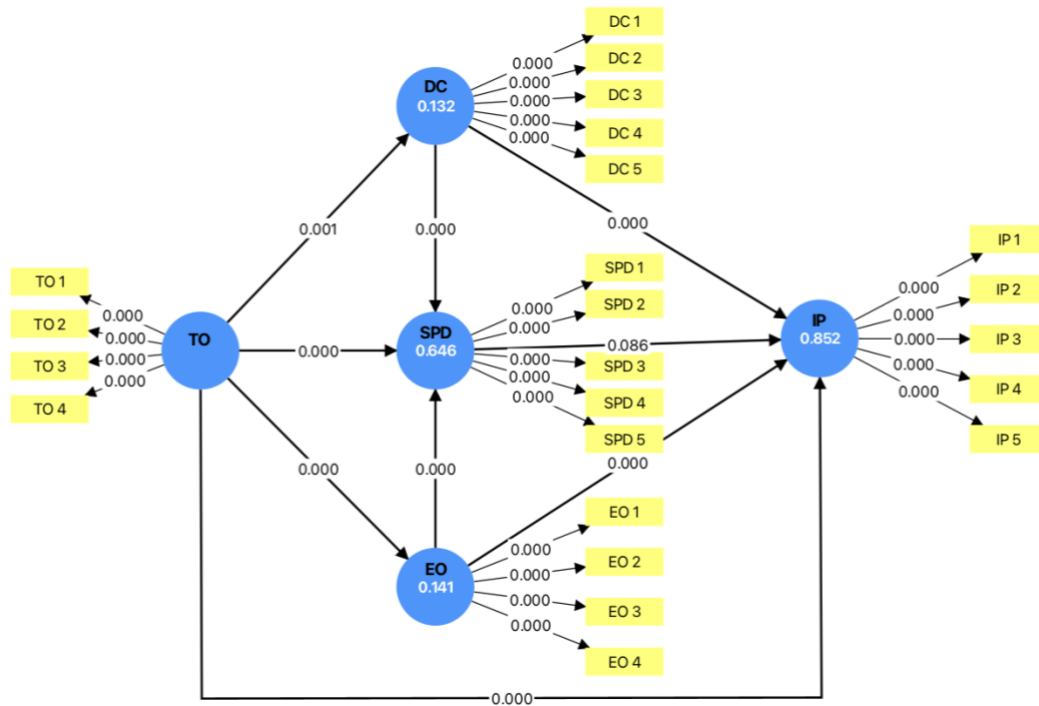 DC 1
0.000
DC 2
0.000
DC 3
0.000
DC 4
0.000
DC 5
0.000
DC
0.132
0.001
0.000
0.000
TO 1
0.000
TO 2
0.000
TO 3
0.000
TO 4
0.000
TO
0.000
SPD
0.646
SPD 1
0.000
SPD 2
0.000
0.086
SPD 3
0.000
SPD 4
0.000
SPD 5
0.000
IP
0.852
IP 1
0.000
IP 2
0.000
IP 3
0.000
IP 4
0.000
IP 5
0.000
0.000
0.000
0.000
EO
0.141
EO 1
0.000
EO 2
0.000
EO 3
0.000
EO 4
0.000
0.000